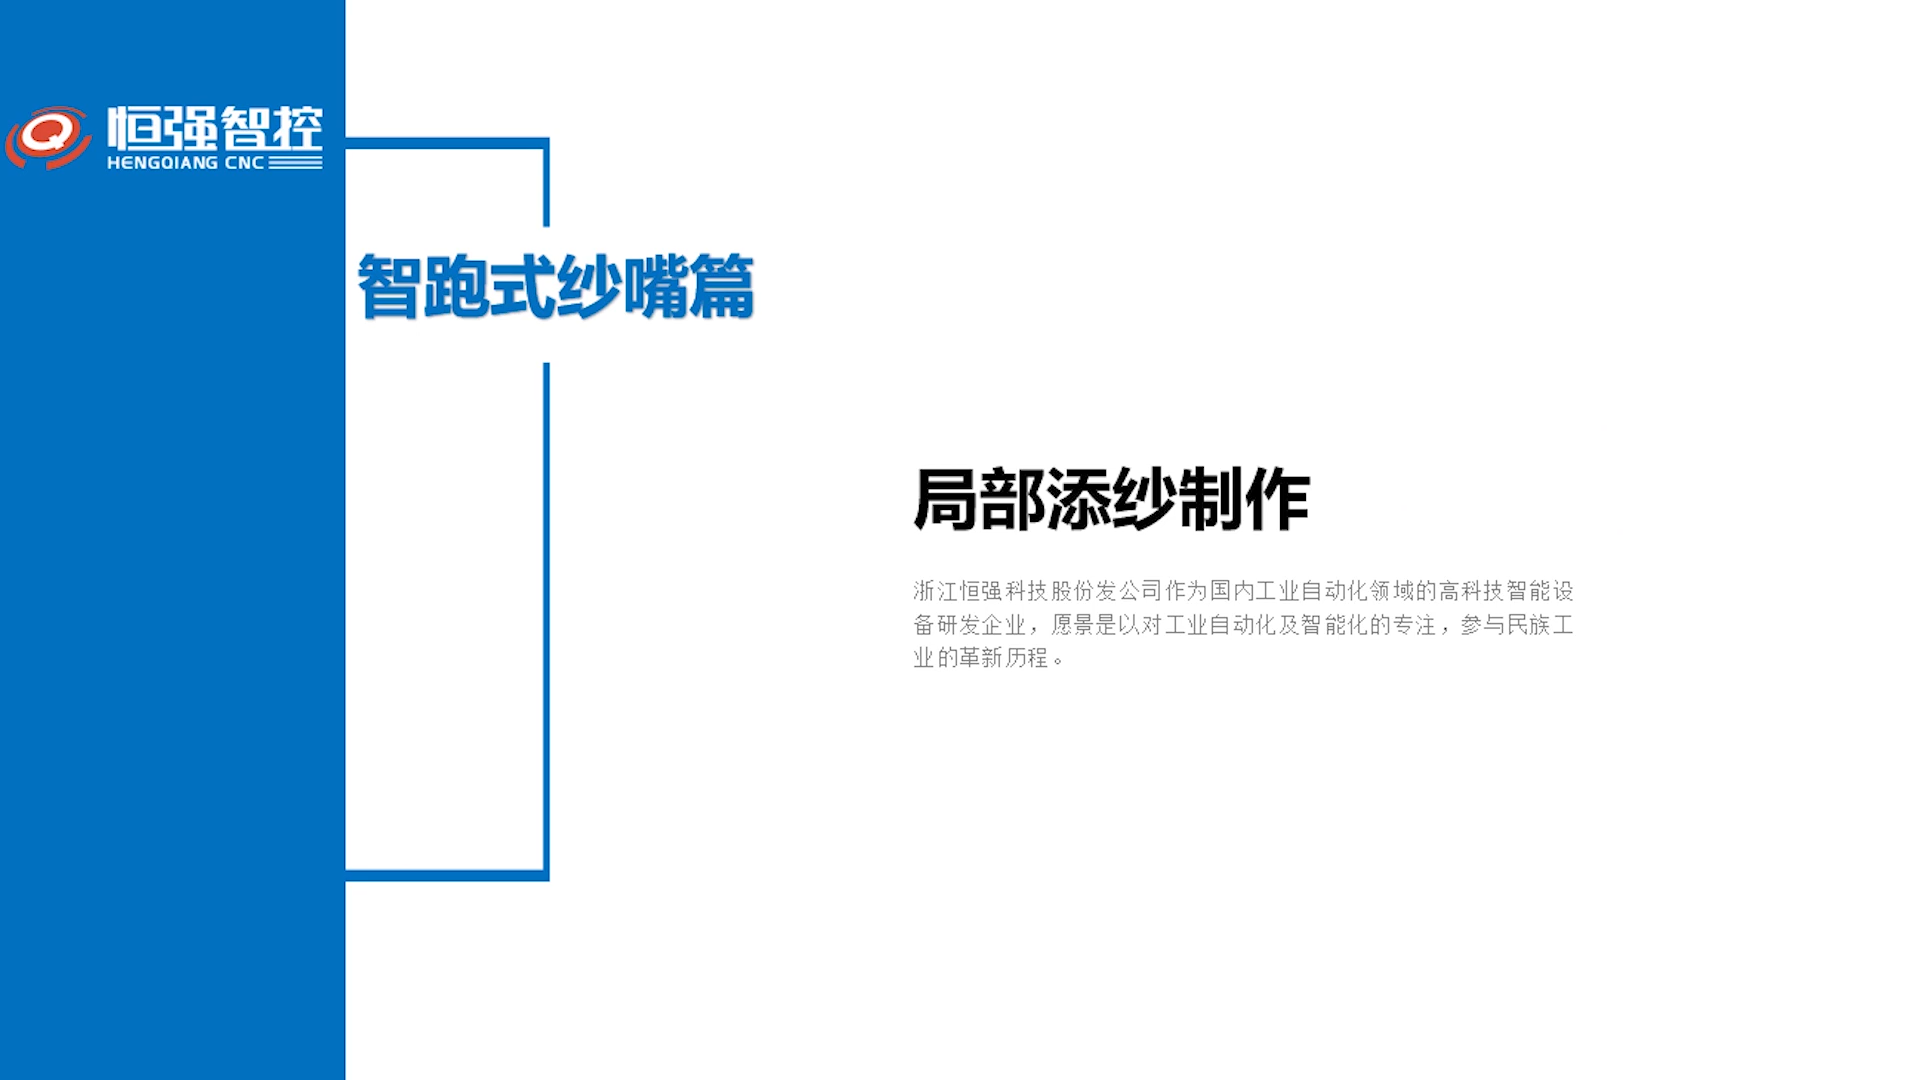 恒强智控
HENGQIANG CNC
智跑式纱嘴篇
局部添纱制作
浙江恒强科技股份发公司作为国内工业自动化领域的高科技智能设
备研发企业，愿景是以对工业自动化及智能化的专注，参与民族工
业的革新历程。